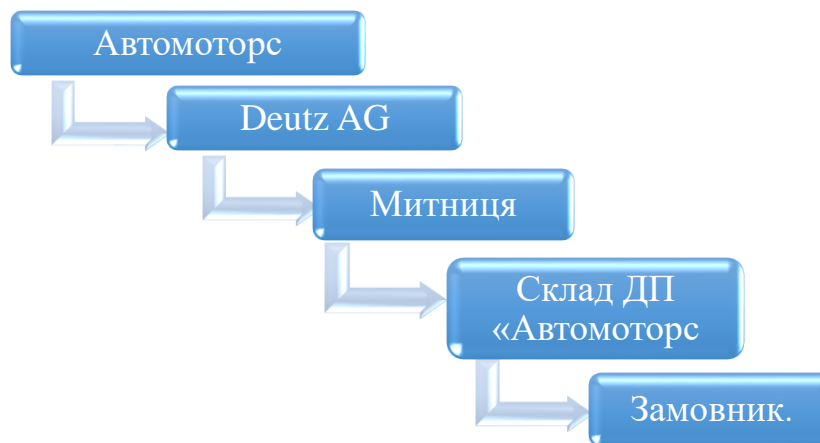 Автомоторс
Deutz AG
Митниця
Склад ДП
«Автомоторс
Замовник.